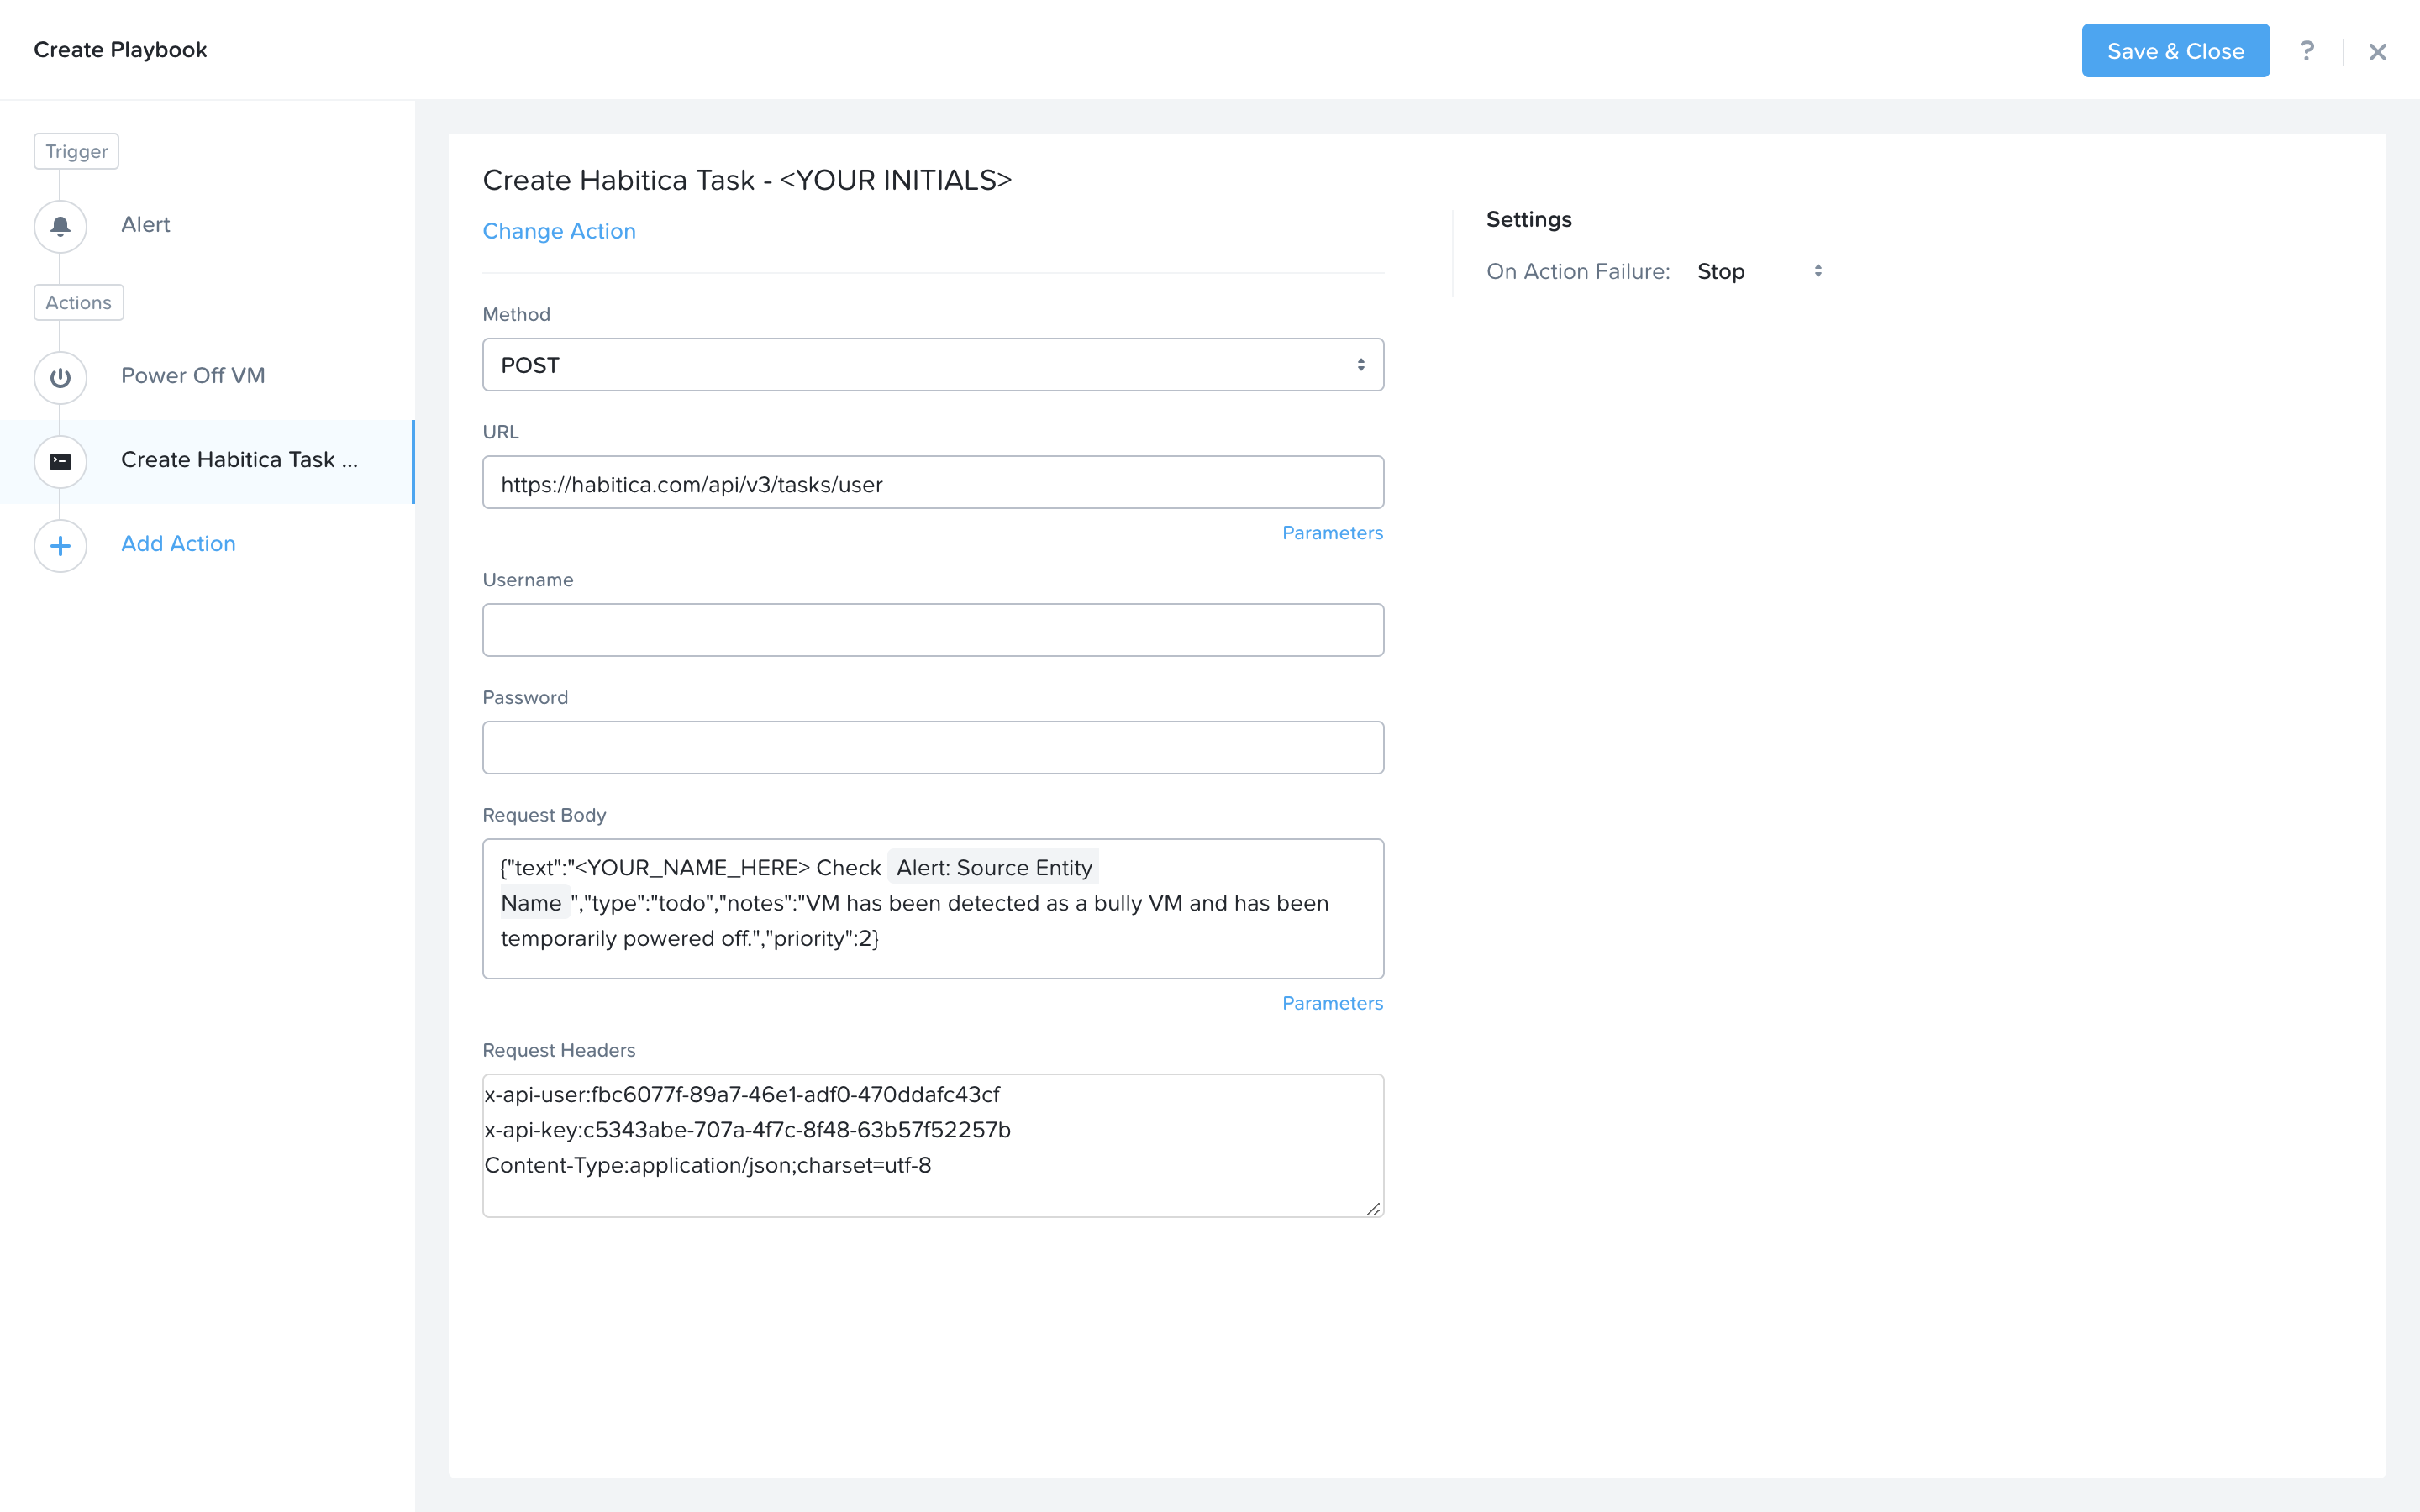 Create Playbook
Save & Close
?
Trigger
Alert
Actions
Power Off VM
Create Habitica Task ...
Add Action
Create Habitica Task - <YOUR INITIALS>
Change Action
Settings
On Action Failure: Stop
Method
POST
URL
https://habitica.com/api/v3/tasks/user
Parameters
Username
Password
Request Body
{"text":"<YOUR_NAME_HERE> Check Alert: Source Entity
Name ","type":"todo","notes":"VM has been detected as a bully VM and has been
temporarily powered off.","priority":2}
Parameters
Request Headers
x-api-user:fbc6077f-89a7-46e1-adf0-470ddafc43cf
x-api-key:c5343abe-707a-4f7c-8f48-63b57f52257b
Content-Type:application/json;charset=utf-8